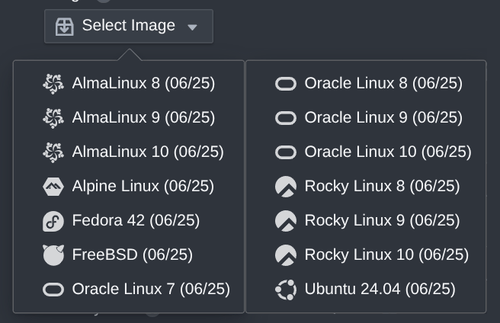 Select Image
AlmaLinux 8 (06/25)
AlmaLinux 9 (06/25)
AlmaLinux 10 (06/25)
Alpine Linux (06/25)
Fedora 42 (06/25)
FreeBSD (06/25)
Oracle Linux 7 (06/25)
Oracle Linux 8 (06/25)
Oracle Linux 9 (06/25)
Oracle Linux 10 (06/25)
Rocky Linux 8 (06/25)
Rocky Linux 9 (06/25)
Rocky Linux 10 (06/25)
Ubuntu 24.04 (06/25)